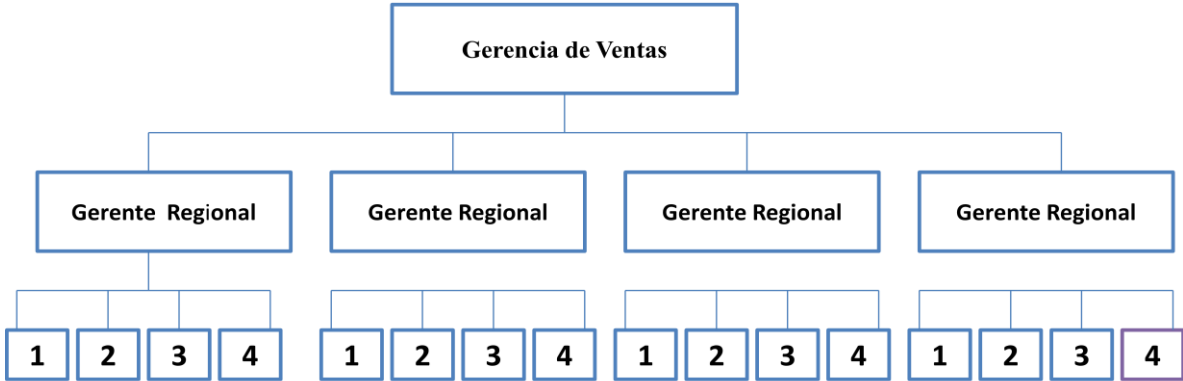 Gerencia de Ventas
Gerente Regional Gerente Regional Gerente Regional Gerente Regional
1 2 3 4 1 2 3 4 1 2 3 4 1 2 3 4